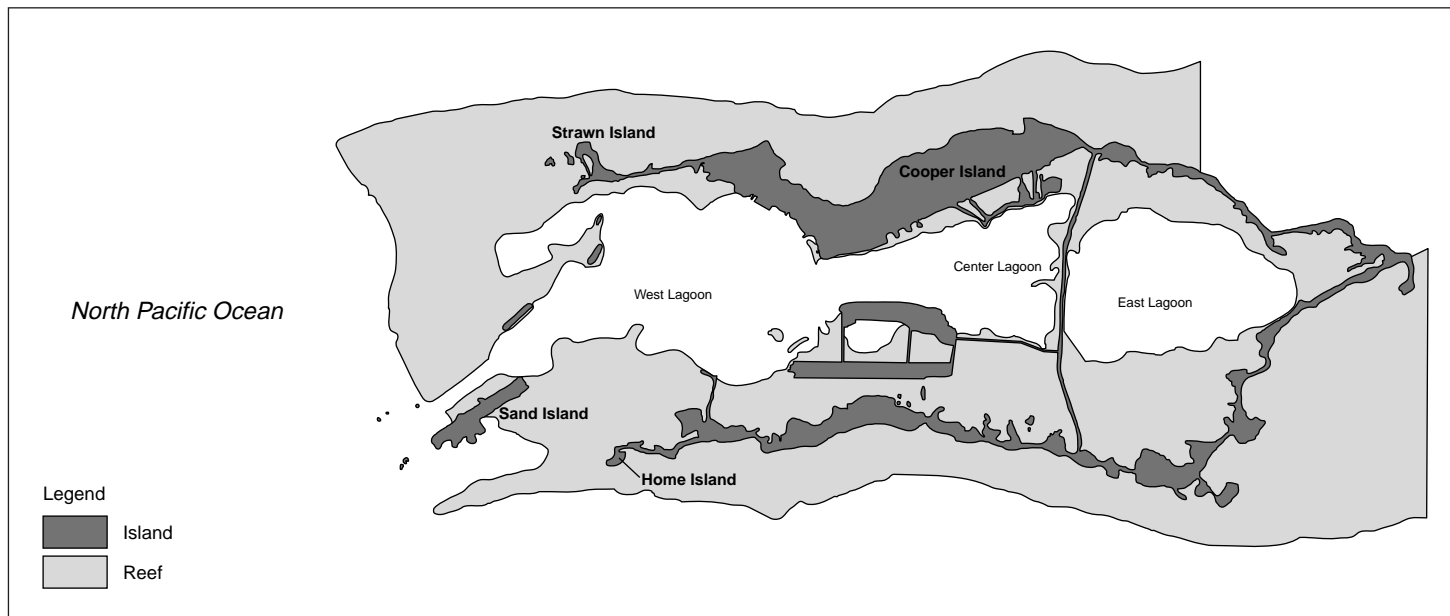 Strawn Island
Cooper Island
Center Lagoon
West Lagoon
East Lagoon
North Pacific Ocean
Sand Island
Home Island
Legend
Island
Reef